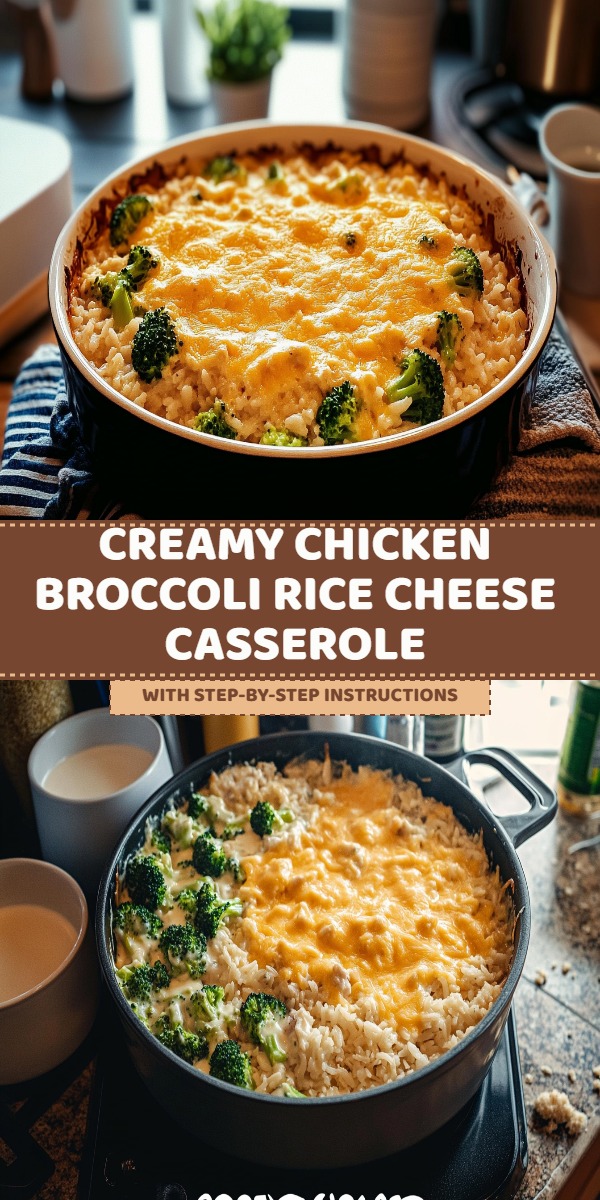 CREAMY CHICKEN
BROCCOLI RICE CHEESE
CASSEROLE
WITH STEP-BY-STEP INSTRUCTIONS